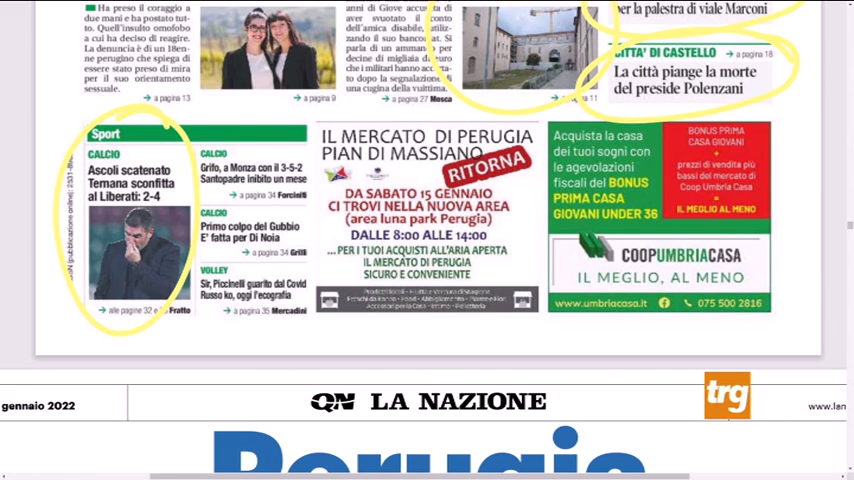 Ha preso il coraggio a
due mani e ha postato tut-
to. Quell'insulto omofobo
a cui ha deciso di reagire.
La denuncia è di un 18en-
ne perugino che spiega di
essere stato preso di mira
per il suo orientamento
sessuale.
→ a pagina 13
→ a pagina 9
anni di Giove accusata di
aver svuotato il conto
dell'amica disabile, utiliz-
zando il suo bancomat. Si
parla di un ammanco per
decine di migliaia di euro
che i militari hanno accerta-
to dopo la segnalazione di
una cugina della vittima.
→ a pagina 27 Mosca
→ a pagina 11
per la palestra di viale Marconi
CITTA' DI CASTELLO → a pagina 18
La città piange la morte
del preside Polenzani
Sport
CALCIO
Ascoli scatenato
Ternana sconfitta
al Liberati: 2-4
→ alle pagine 32 e Fratto
CALCIO
Grifo, a Monza con il 3-5-2
Santopadre inibito un mese
→ a pagina 34 Forciniti
CALCIO
Primo colpo del Gubbio
E' fatta per Di Noia
→ a pagina 34 Grilli
VOLLEY
Sir, Piccinelli guarito dal Covid
Russo ko, oggi l'ecografia
→ a pagina 35 Mercadini
(pubblicazione online): 2531
IL MERCATO DI PERUGIA
PIAN DI MASSIANO
RITORNA
DA SABATO 15 GENNAIO
CI TROVI NELLA NUOVA AREA
(area luna park Perugia)
DALLE 8:00 ALLE 14:00
...PER I TUOI ACQUISTI ALL'ARIA APERTA
IL MERCATO DI PERUGIA
SICURO E CONVENIENTE
Acquista la casa
dei tuoi sogni con
le agevolazioni
fiscali del BONUS
PRIMA CASA
GIOVANI UNDER 36
BONUS PRIMA
CASA GIOVANI
+
prezzi di vendita più
bassi del mercato di
Coop Umbria Casa
=
IL MEGLIO AL MENO
COOPUMBRIACASA
IL MEGLIO, AL MENO
www.umbriacasa.it 075 500 2816
gennaio 2022
QN LA NAZIONE
trg
www.lan
Perugia